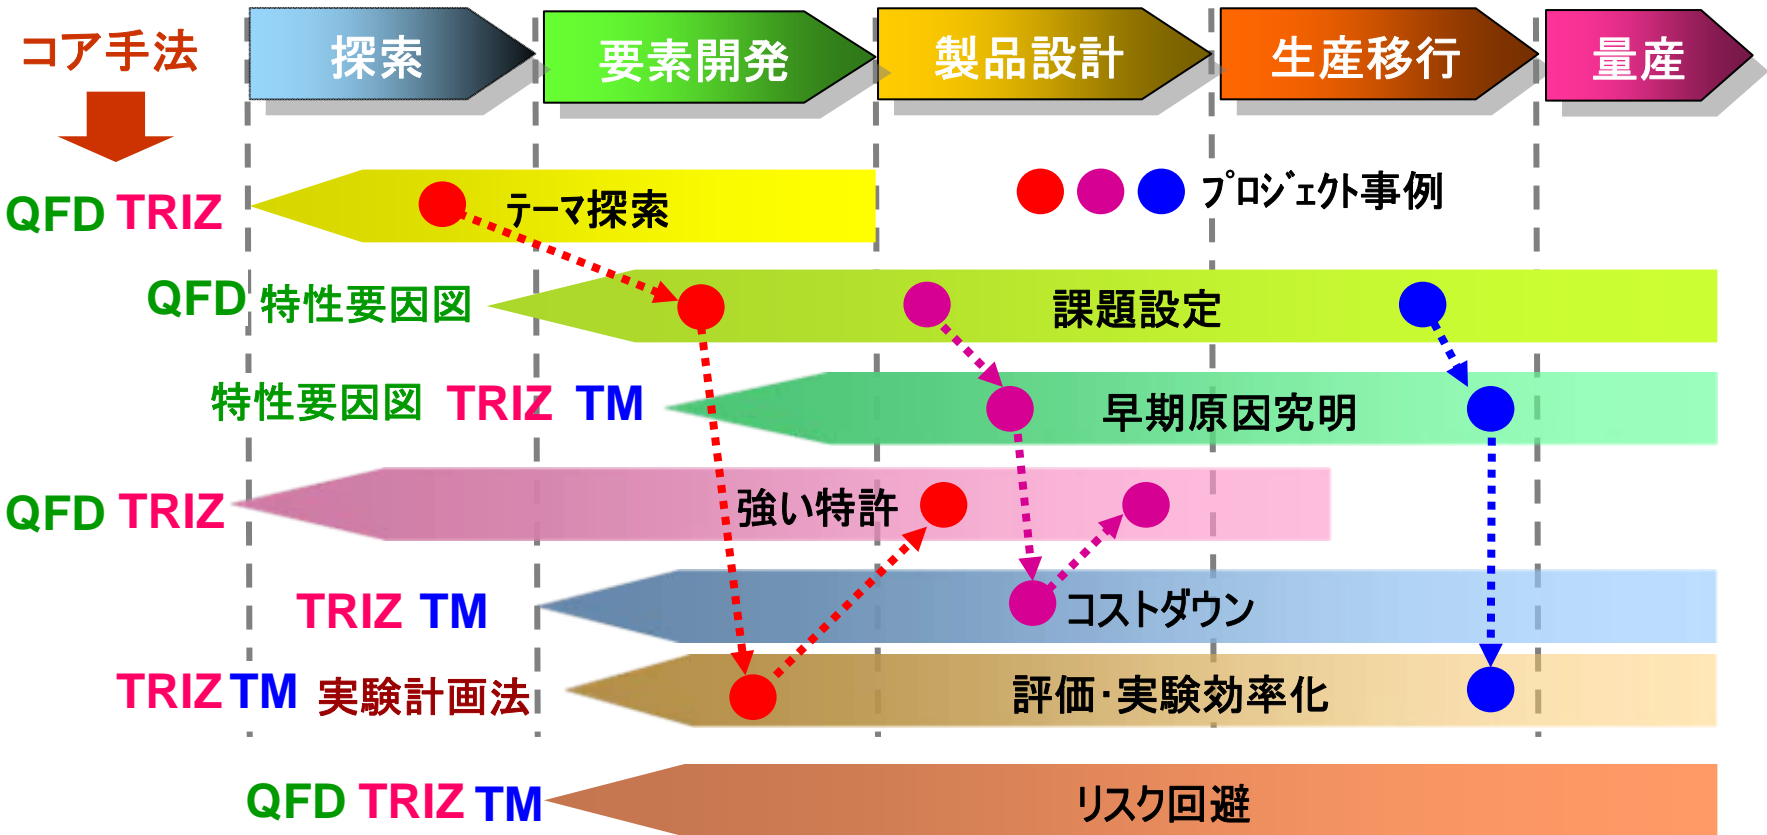 コア手法
探索
要素開発
製品設計
生産移行
量産
QFD TRIZ
テーマ探索
プロジェクト事例
QFD 特性要因図
課題設定
特性要因図 TRIZ TM
早期原因究明
QFD TRIZ
強い特許
TRIZ TM
コストダウン
TRIZ TM 実験計画法
評価・実験効率化
QFD TRIZ TM
リスク回避